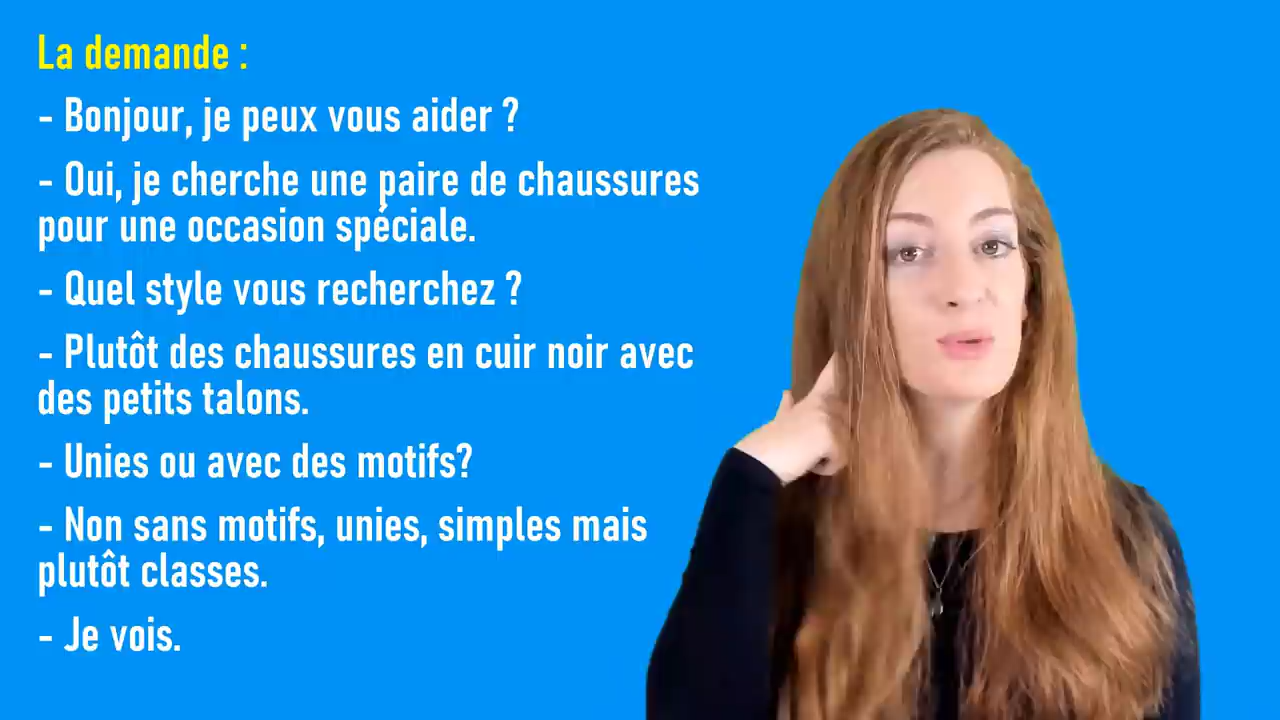 La demande :
- Bonjour, je peux vous aider ?
- Oui, je cherche une paire de chaussures
pour une occasion spéciale.
- Quel style vous recherchez ?
- Plutôt des chaussures en cuir noir avec
des petits talons.
- Unies ou avec des motifs?
- Non sans motifs, unies, simples mais
plutôt classes.
- Je vois.